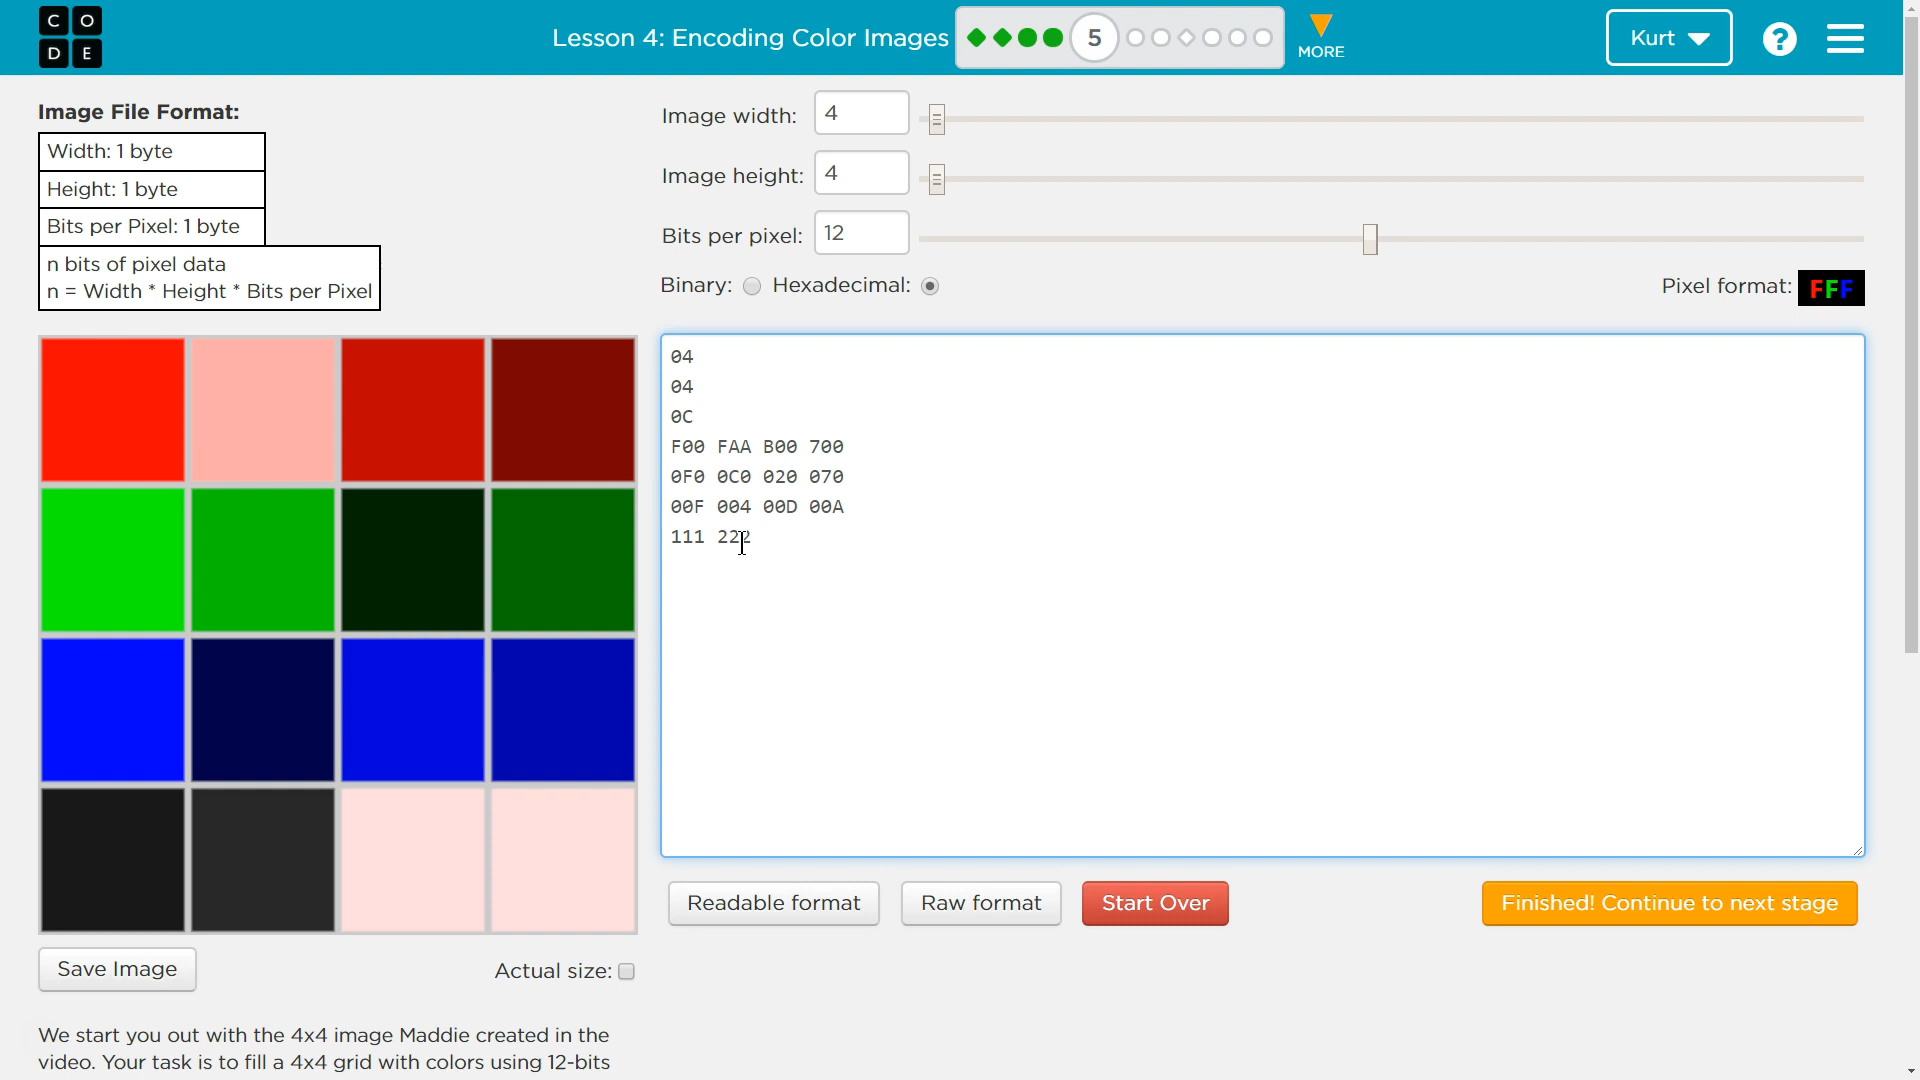 CODE
Lesson 4: Encoding Color Images
5
MORE
Kurt
?
Image File Format:
Width: 1 byte
Height: 1 byte
Bits per Pixel: 1 byte
n bits of pixel data
n = Width * Height * Bits per Pixel
Image width: 4
Image height: 4
Bits per pixel: 12
Binary: Hexadecimal:
Pixel format: FFF
04
04
0C
F00 FAA B00 700
0F0 0C0 020 070
00F 004 00D 00A
111 222
Readable format
Raw format
Start Over
Finished! Continue to next stage
Save Image
Actual size:
We start you out with the 4x4 image Maddie created in the
video. Your task is to fill a 4x4 grid with colors using 12-bits